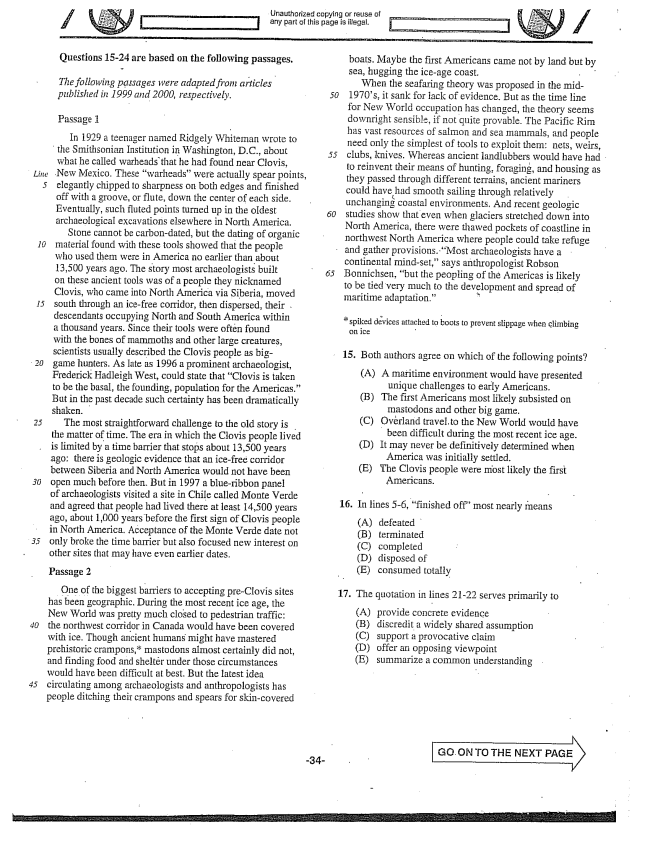 Unauthorized copying or reuse of
any part of this page is illegal.
Questions 15-24 are based on the following passages.
The following passages were adapted from articles
published in 1999 and 2000, respectively.
Passage 1
In 1929 a teenager named Ridgely Whiteman wrote to
the Smithsonian Institution in Washington, D.C., about
what he called warheads that he had found near Clovis,
Line New Mexico. These “warheads” were actually spear points,
5 elegantly chipped to sharpness on both edges and finished
off with a groove, or flute, down the center of each side.
Eventually, such fluted points turned up in the oldest
archaeological excavations elsewhere in North America.
Stone cannot be carbon-dated, but the dating of organic
10 material found with these tools showed that the people
who used them were in America no earlier than about
13,500 years ago. The story most archaeologists built
on these ancient tools was of a people they nicknamed
Clovis, who came into North America via Siberia, moved
15 south through an ice-free corridor, then dispersed, their
descendants occupying North and South America within
a thousand years. Since their tools were often found
with the bones of mammoths and other large creatures,
scientists usually described the Clovis people as big-
20 game hunters. As late as 1996 a prominent archaeologist,
Frederick Hadleigh West, could state that “Clovis is taken
to be the basal, the founding, population for the Americas.”
But in the past decade such certainty has been dramatically
shaken.
25 The most straightforward challenge to the old story is
the matter of time. The era in which the Clovis people lived
is limited by a time barrier that stops about 13,500 years
ago: there is geologic evidence that an ice-free corridor
between Siberia and North America would not have been
30 open much before then. But in 1997 a blue-ribbon panel
of archaeologists visited a site in Chile called Monte Verde
and agreed that people had lived there at least 14,500 years
ago, about 1,000 years before the first sign of Clovis people
in North America. Acceptance of the Monte Verde date not
35 only broke the time barrier but also focused new interest on
other sites that may have even earlier dates.
Passage 2
One of the biggest barriers to accepting pre-Clovis sites
has been geographic. During the most recent ice age, the
New World was pretty much closed to pedestrian traffic:
40 the northwest corridor in Canada would have been covered
with ice. Though ancient humans might have mastered
prehistoric crampons,* mastodons almost certainly did not,
and finding food and shelter under those circumstances
would have been difficult at best. But the latest idea
45 circulating among archaeologists and anthropologists has
people ditching their crampons and spears for skin-covered
boats. Maybe the first Americans came not by land but by
sea, hugging the ice-age coast.
When the seafaring theory was proposed in the mid-
50 1970's, it sank for lack of evidence. But as the time line
for New World occupation has changed, the theory seems
downright sensible, if not quite provable. The Pacific Rim
has vast resources of salmon and sea mammals, and people
need only the simplest of tools to exploit them: nets, weirs,
55 clubs, knives. Whereas ancient landlubbers would have had
to reinvent their means of hunting, foraging, and housing as
they passed through different terrains, ancient mariners
could have had smooth sailing through relatively
unchanging coastal environments. And recent geologic
60 studies show that even when glaciers stretched down into
North America, there were thawed pockets of coastline in
northwest North America where people could take refuge
and gather provisions. “Most archaeologists have a
continental mind-set,” says anthropologist Robson
65 Bonnichsen, “but the peopling of the Americas is likely
to be tied very much to the development and spread of
maritime adaptation.”
*spiked devices attached to boots to prevent slippage when climbing
on ice
15. Both authors agree on which of the following points?
(A) A maritime environment would have presented
unique challenges to early Americans.
(B) The first Americans most likely subsisted on
mastodons and other big game.
(C) Overland travel to the New World would have
been difficult during the most recent ice age.
(D) It may never be definitively determined when
America was initially settled.
(E) The Clovis people were most likely the first
Americans.
16. In lines 5-6, “finished off” most nearly means
(A) defeated
(B) terminated
(C) completed
(D) disposed of
(E) consumed totally
17. The quotation in lines 21-22 serves primarily to
(A) provide concrete evidence
(B) discredit a widely shared assumption
(C) support a provocative claim
(D) offer an opposing viewpoint
(E) summarize a common understanding
GO ON TO THE NEXT PAGE
-34-